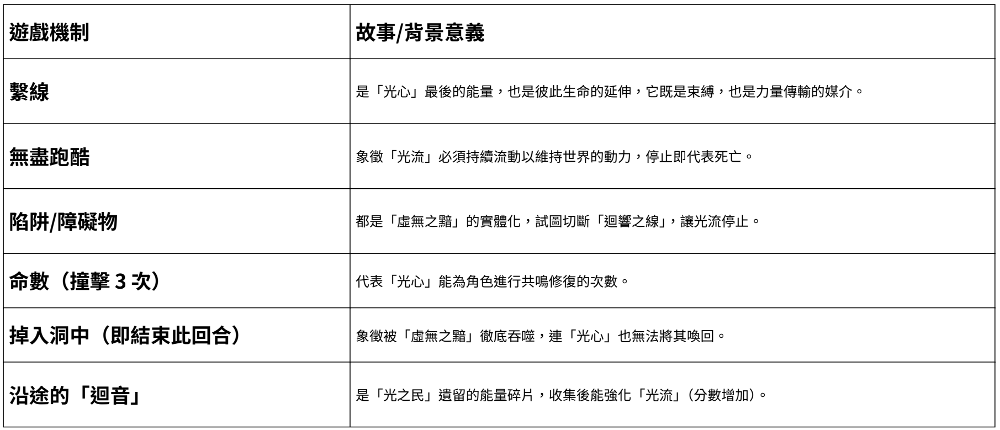 遊戲機制
故事/背景意義
繫線
是「光心」最後的能量，也是彼此生命的延伸，它既是束縛，也是力量傳輸的媒介。
無盡跑酷
象徵「光流」必須持續流動以維持世界的動力，停止即代表死亡。
陷阱/障礙物
都是「虛無之黯」的實體化，試圖切斷「迴響之線」，讓光流停止。
命數（撞擊 3 次）
代表「光心」能為角色進行共鳴修復的次數。
掉入洞中（即結束此回合）
象徵被「虛無之黯」徹底吞噬，連「光心」也無法將其喚回。
沿途的「迴音」
是「光之民」遺留的能量碎片，收集後能強化「光流」（分數增加）。